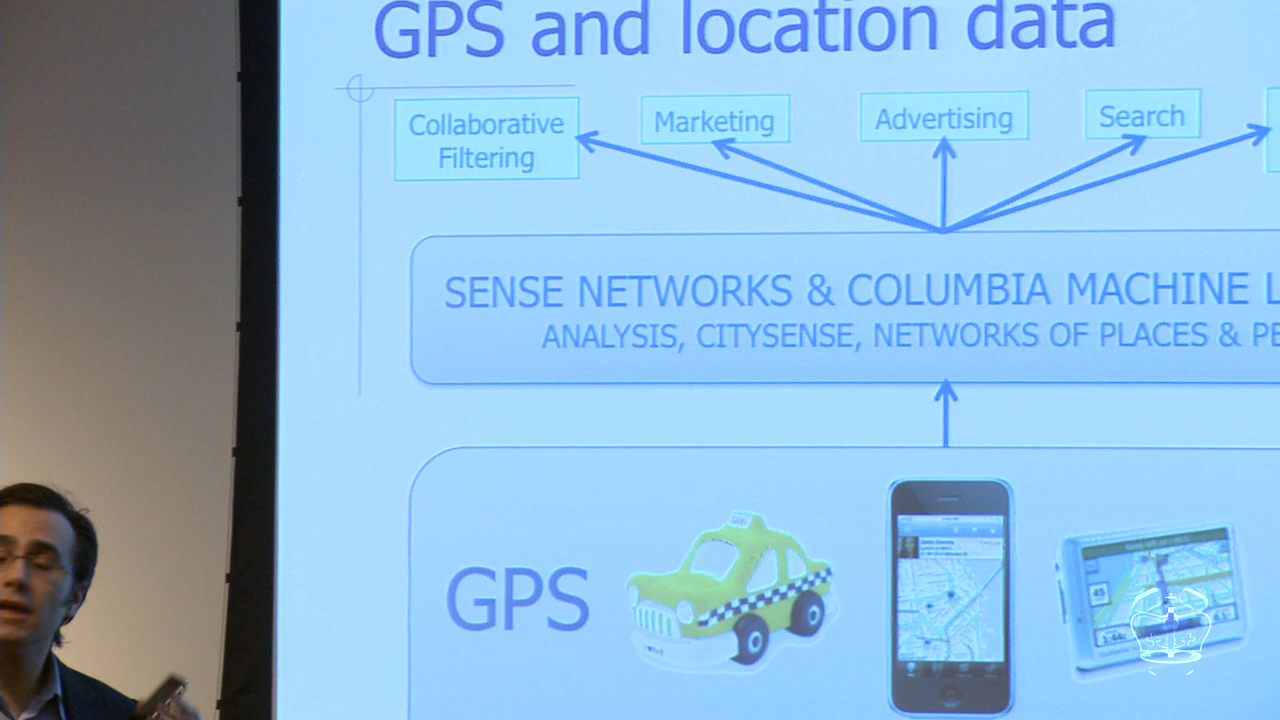 GPS and location data
Collaborative
Filtering
Marketing
Advertising
Search
SENSE NETWORKS & COLUMBIA MACHINE L
ANALYSIS, CITYSENSE, NETWORKS OF PLACES & PE
GPS
45